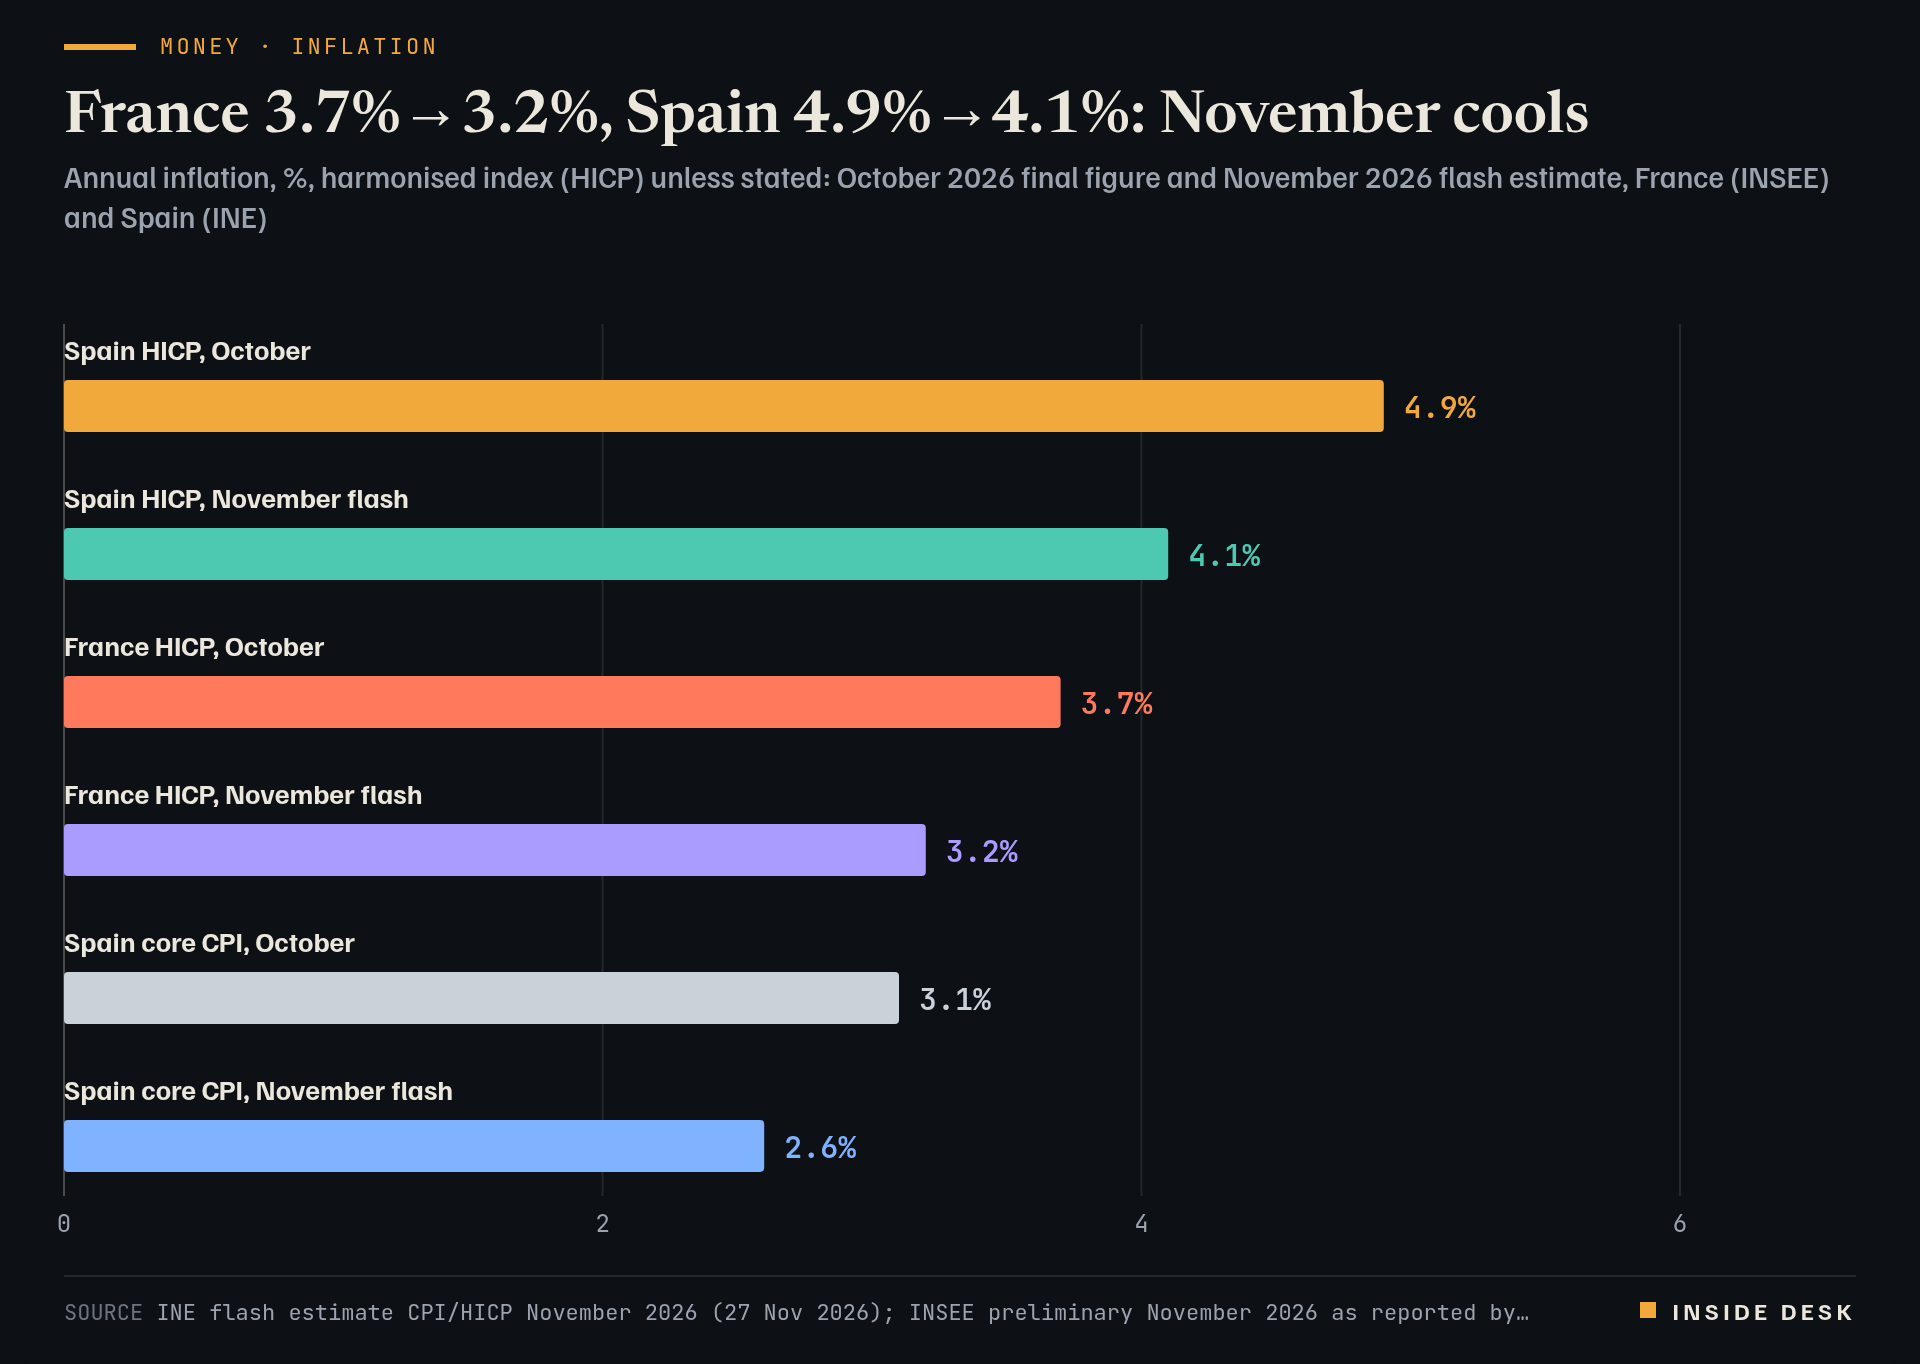 MONEY · INFLATION
France 3.7%→3.2%, Spain 4.9%→4.1%: November cools
Annual inflation, %, harmonised index (HICP) unless stated: October 2026 final figure and November 2026 flash estimate, France (INSEE)
and Spain (INE)
Spain HICP, October
4.9%
Spain HICP, November flash
4.1%
France HICP, October
3.7%
France HICP, November flash
3.2%
Spain core CPI, October
3.1%
Spain core CPI, November flash
2.6%
0 2 4 6
SOURCE INE flash estimate CPI/HICP November 2026 (27 Nov 2026); INSEE preliminary November 2026 as reported by…
INSIDE DESK